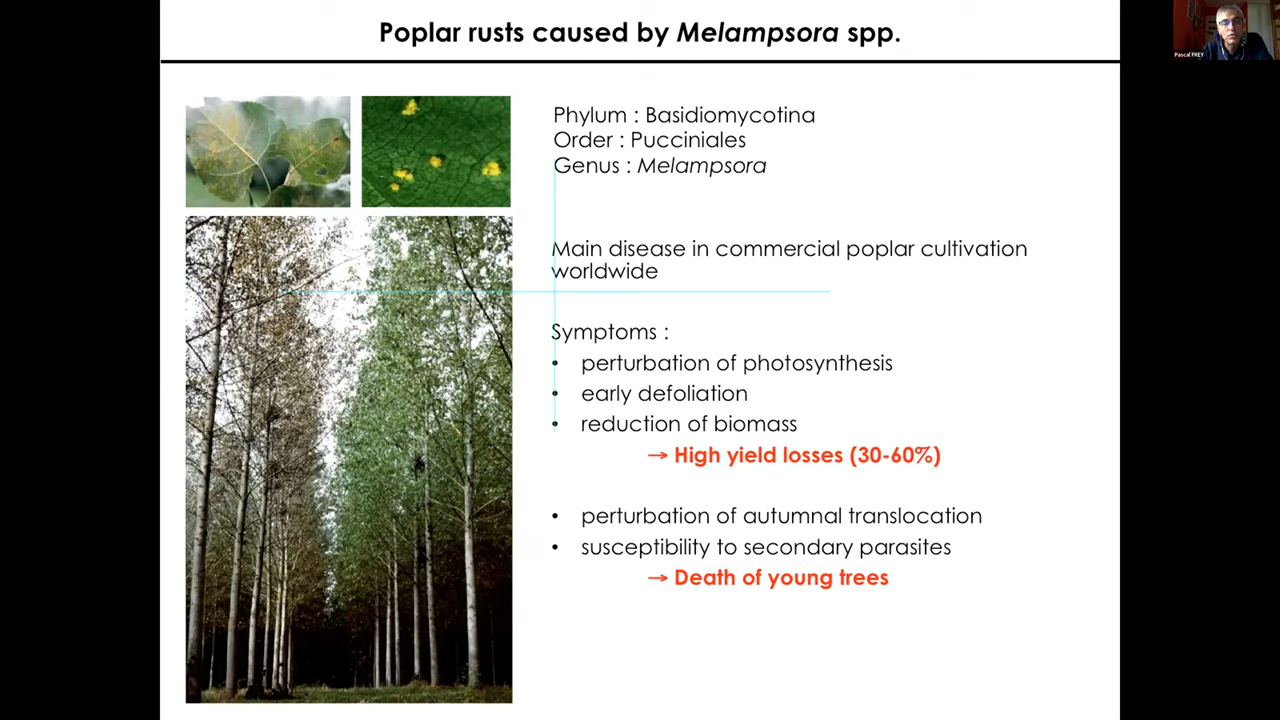 Poplar rusts caused by Melampsora spp.
Pascal FREY
Phylum : Basidiomycotina
Order : Pucciniales
Genus : Melampsora
Main disease in commercial poplar cultivation
worldwide
Symptoms :
• perturbation of photosynthesis
• early defoliation
• reduction of biomass
→ High yield losses (30-60%)
• perturbation of autumnal translocation
• susceptibility to secondary parasites
→ Death of young trees